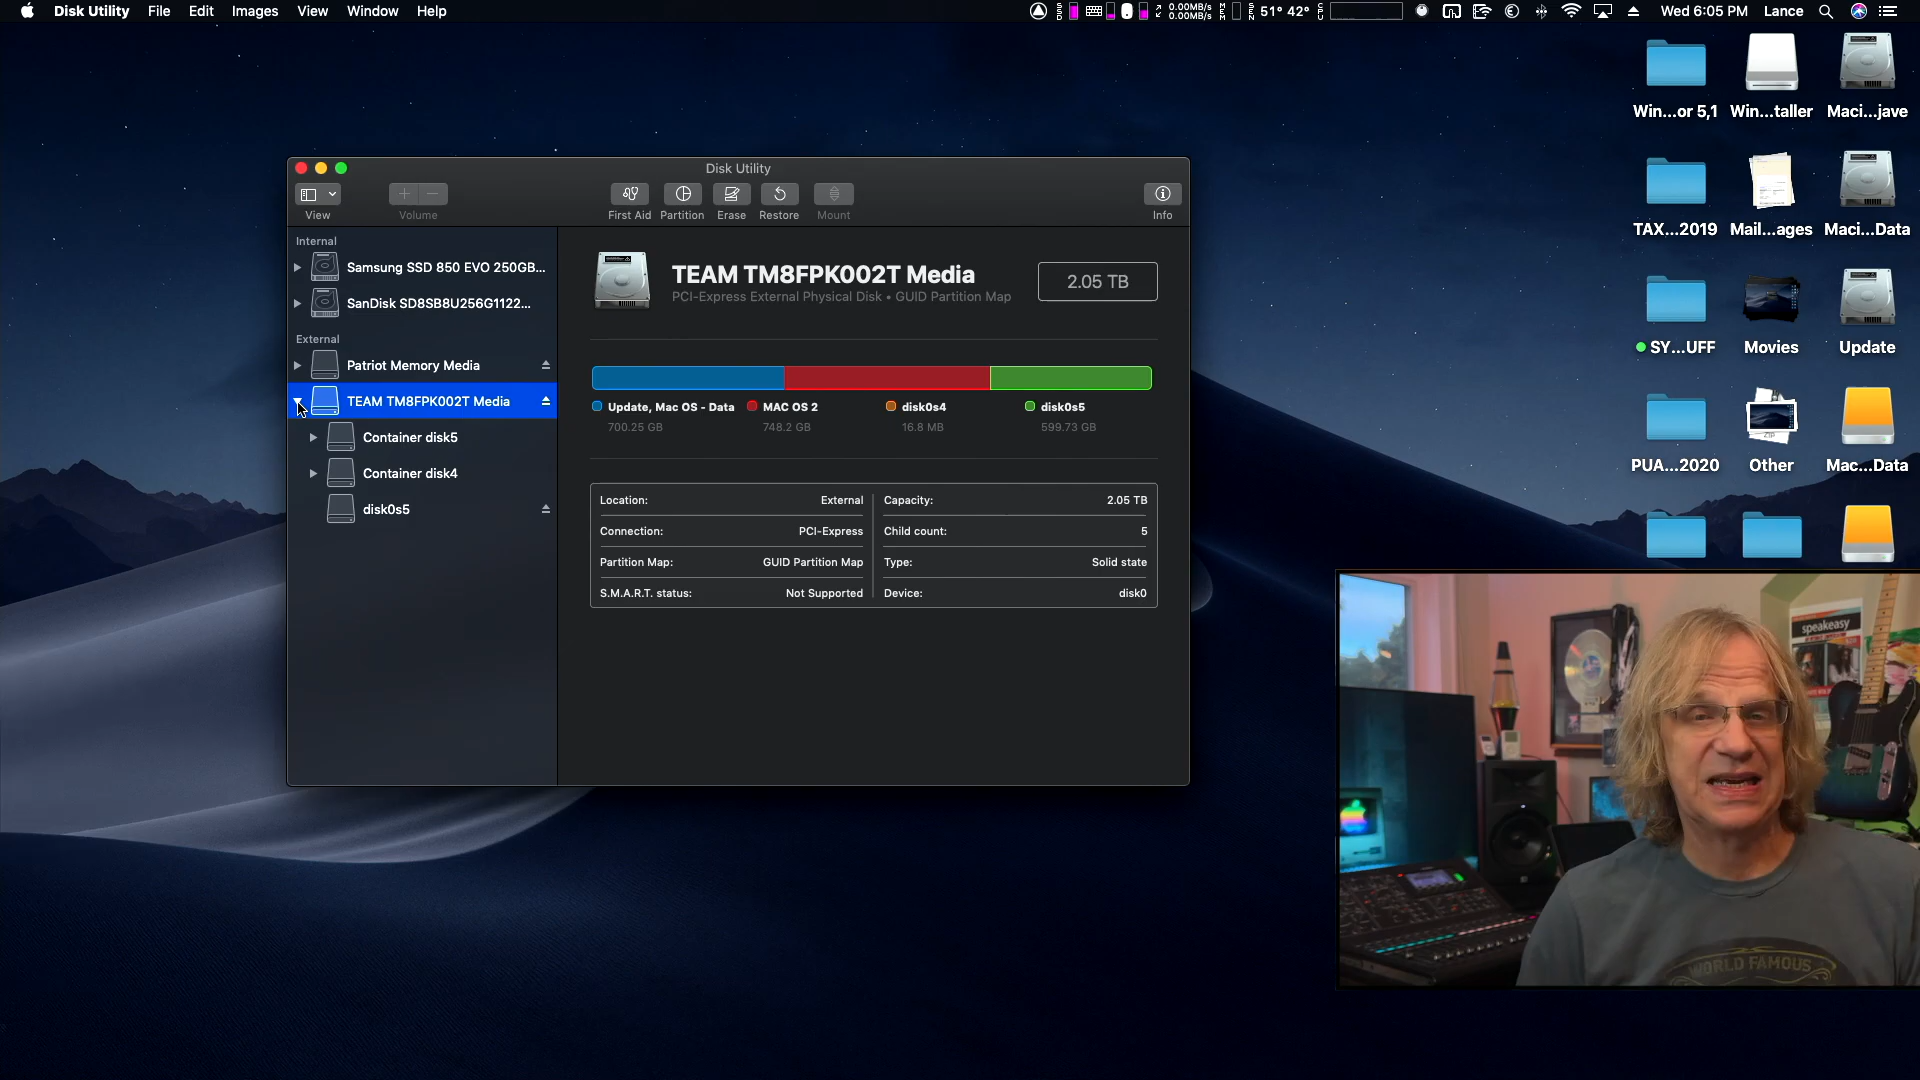 Disk Utility File Edit Images View Window Help
0.00MB/s
0.00MB/s
51° 42°
Wed 6:05 PM Lance
Win...or 5,1 Win...taller Maci...jave
TAX...2019 Mail...ages Maci...Data
SY...UFF Movies Update
PUA...2020 Other Mac...Data
Disk Utility
View Volume First Aid Partition Erase Restore Mount Info
Internal
Samsung SSD 850 EVO 250GB...
SanDisk SD8SB8U256G1122...
External
Patriot Memory Media
TEAM TM8FPK002T Media
Container disk5
Container disk4
disk0s5
TEAM TM8FPK002T Media
PCI-Express External Physical Disk • GUID Partition Map
2.05 TB
Update, Mac OS - Data MAC OS 2 disk0s4 disk0s5
700.25 GB 748.2 GB 16.8 MB 599.73 GB
Location: External Capacity: 2.05 TB
Connection: PCI-Express Child count: 5
Partition Map: GUID Partition Map Type: Solid state
S.M.A.R.T. status: Not Supported Device: disk0
speakeasy
WORLD FAMOUS